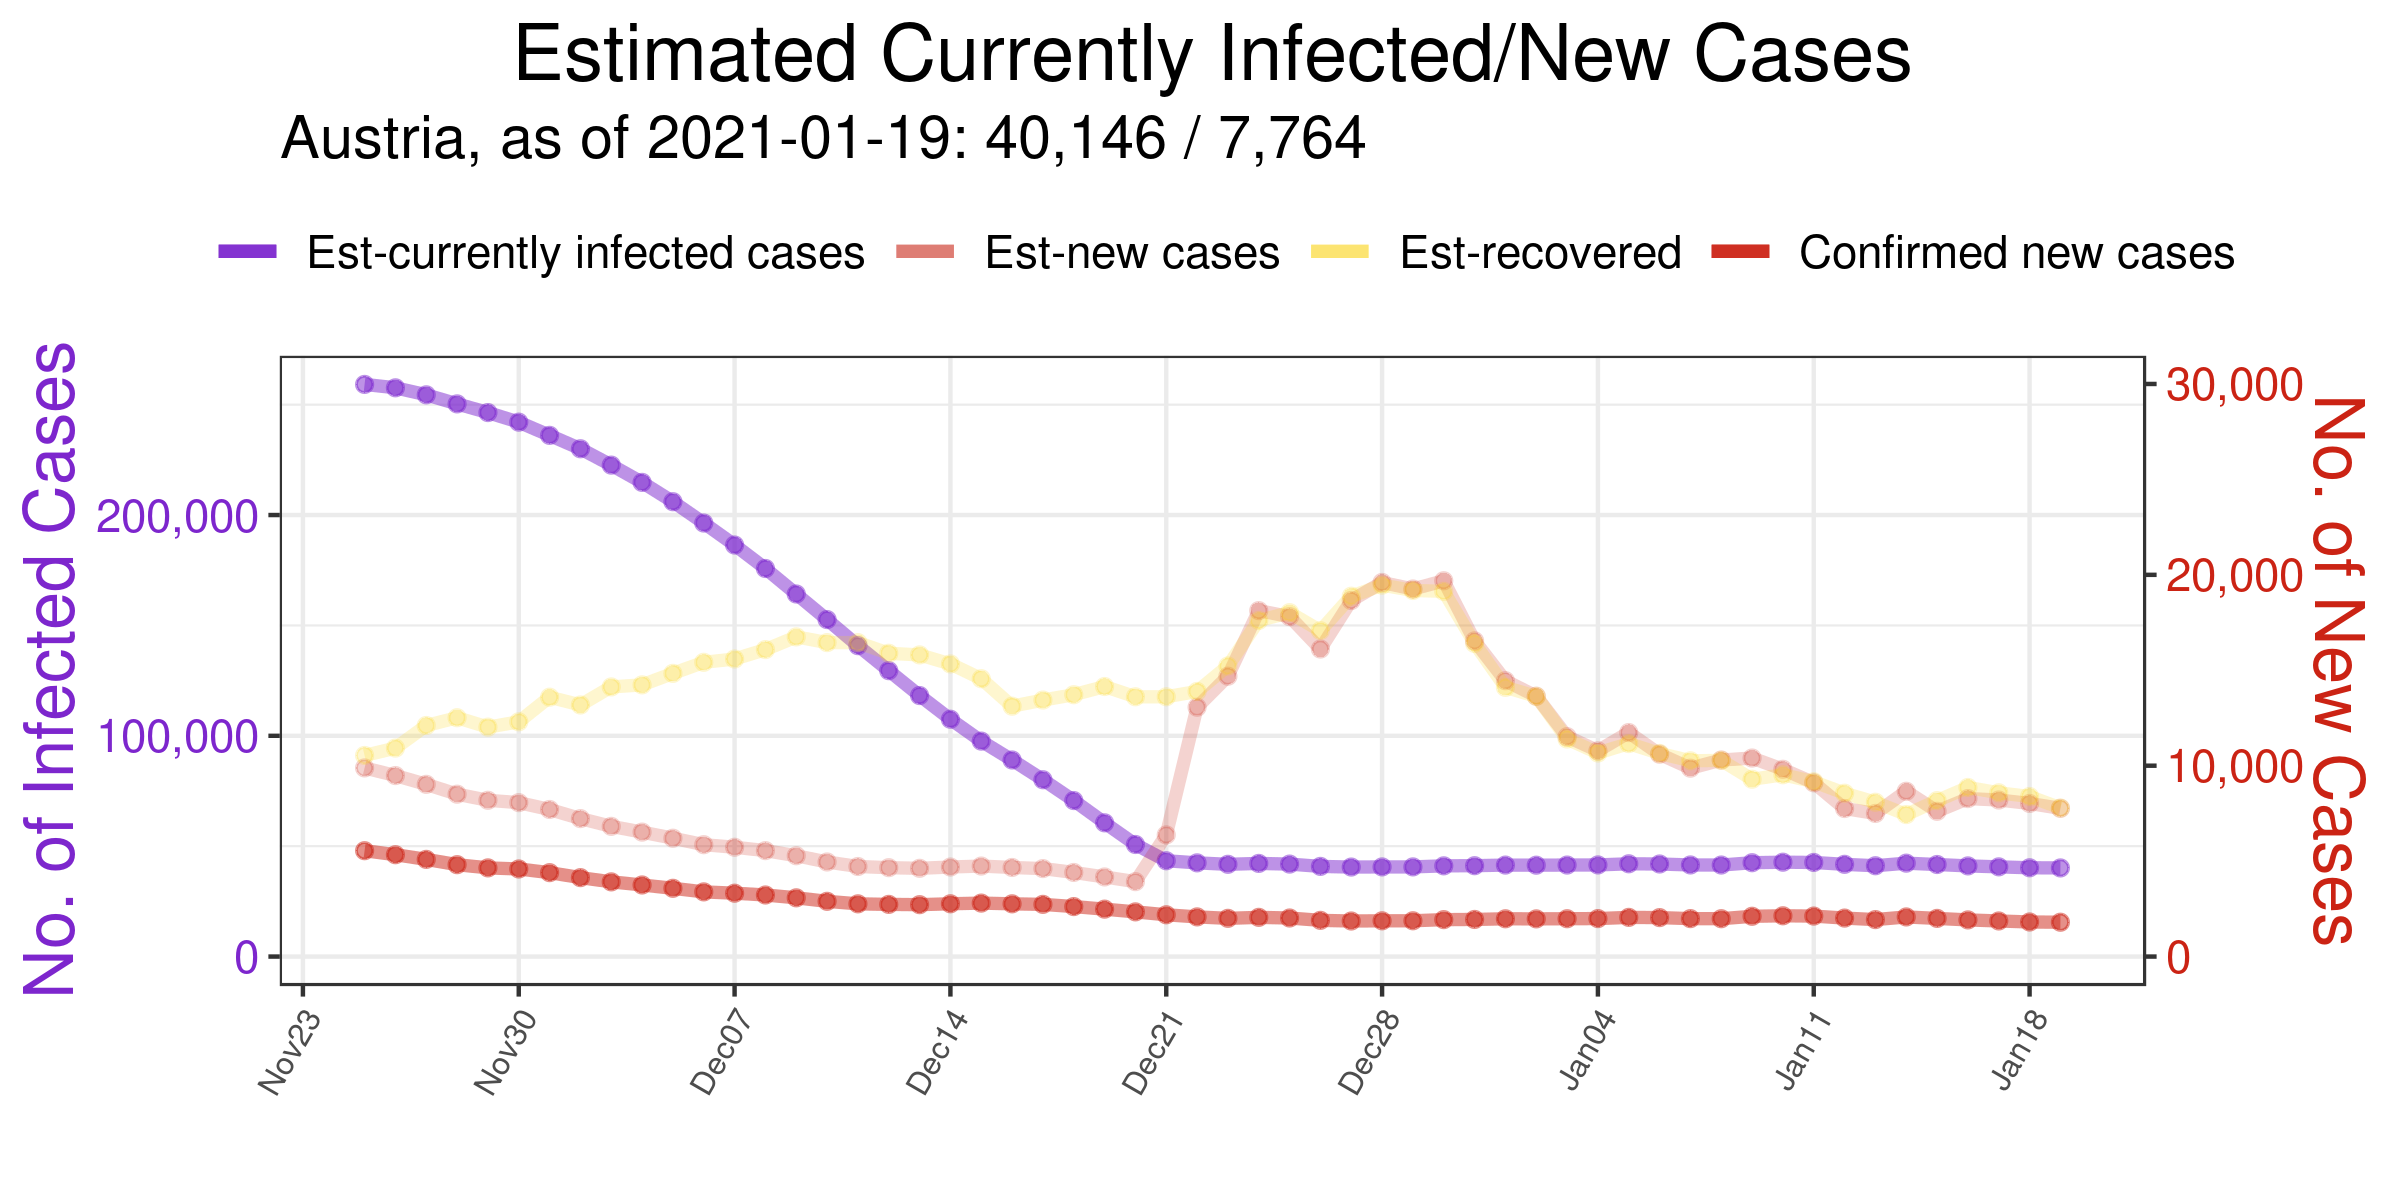 Estimated Currently Infected/New Cases
Austria, as of 2021-01-19: 40,146 / 7,764
Est-currently infected cases Est-new cases Est-recovered Confirmed new cases
No. of Infected Cases
200,000
100,000
0
30,000
20,000
10,000
0
No. of New Cases
Nov23 Nov30 Dec07 Dec14 Dec21 Dec28 Jan04 Jan11 Jan18